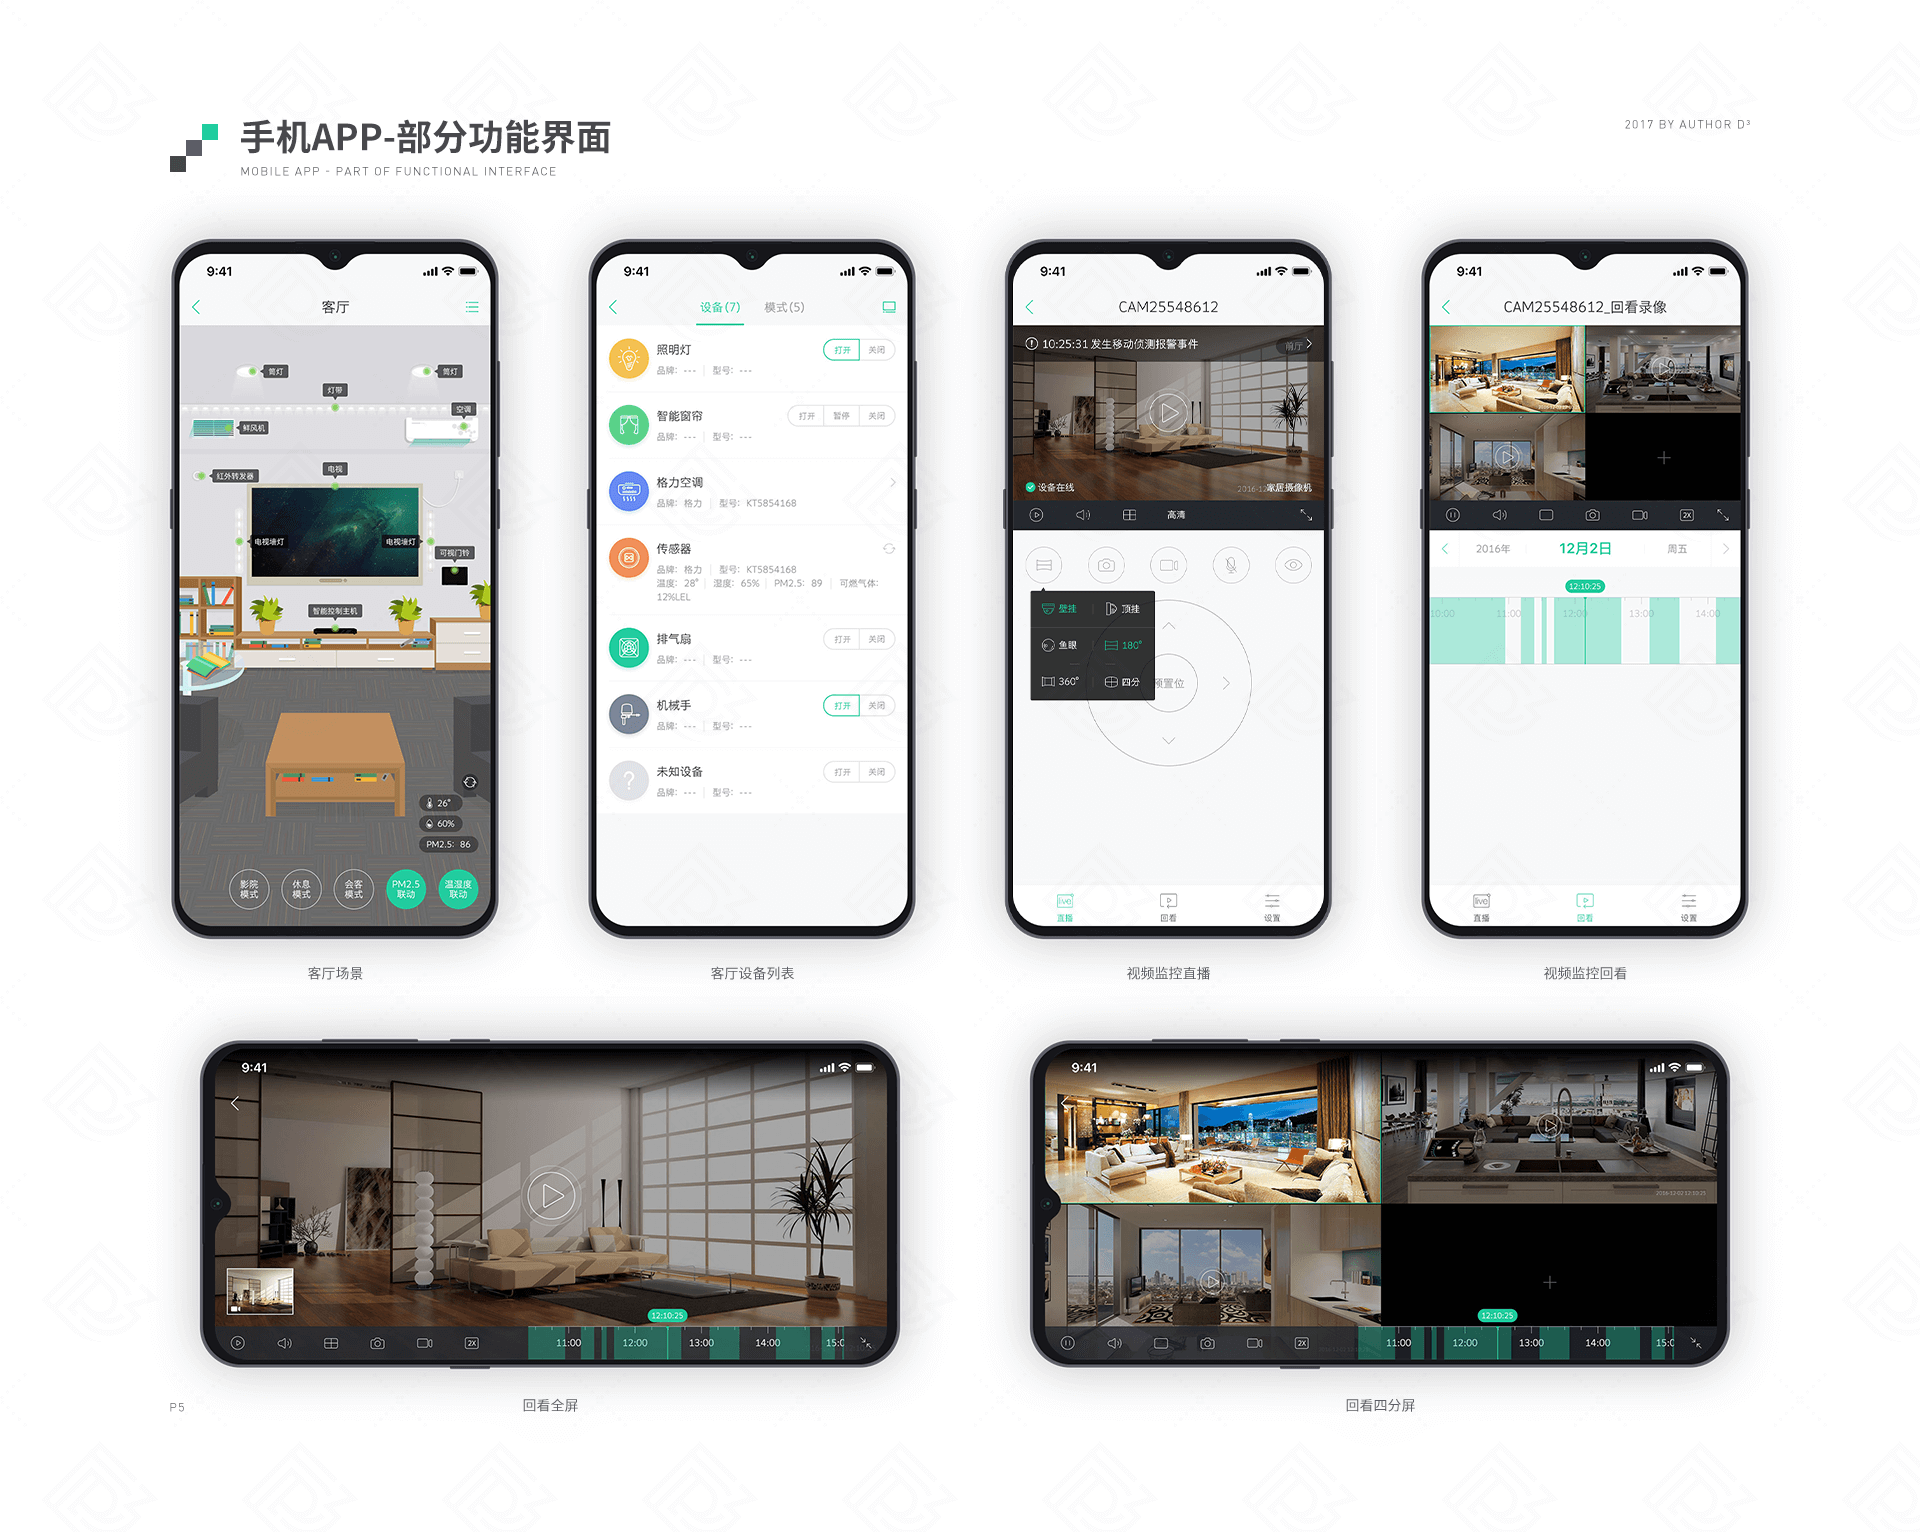 手机APP-部分功能界面
MOBILE APP - PART OF FUNCTIONAL INTERFACE
2017 BY AUTHOR D³
9:41
客厅
筒灯
筒灯
灯带
空调
鲜风机
电视
红外转发器
电视墙灯
电视墙灯
可视门铃
智能控制主机
26°
60%
PM2.5: 86
影院
模式
休息
模式
会客
模式
PM2.5
联动
温湿度
联动
客厅场景
9:41
设备(7)
模式(5)
照明灯
品牌: --- | 型号: ---
打开 关闭
智能窗帘
品牌: --- | 型号: ---
打开 暂停 关闭
格力空调
品牌: 格力 | 型号: KT5854168
传感器
品牌: 格力 | 型号: KT5854168
温度: 28° | 湿度: 65% | PM2.5: 89 | 可燃气体:
12%LEL
排气扇
品牌: --- | 型号: ---
打开 关闭
机械手
品牌: --- | 型号: ---
打开 关闭
?
未知设备
品牌: --- | 型号: ---
打开 关闭
客厅设备列表
9:41
CAM25548612
10:25:31 发生移动侦测报警事件
前厅
设备在线
家居摄像机
高清
壁挂
顶挂
鱼眼
180°
360°
四分
置位
live
直播
回看
设置
视频监控直播
9:41
CAM25548612_回看录像
2X
2016年
12月2日
周五
12:10:25
10:00
11:00
12:00
13:00
14:00
live
直播
回看
设置
视频监控回看
9:41
12:10:25
2X
11:00
12:00
13:00
14:00
回看全屏
9:41
2016-12-02 12:10:25
12:10:25
2X
11:00
12:00
13:00
14:00
回看四分屏
P5